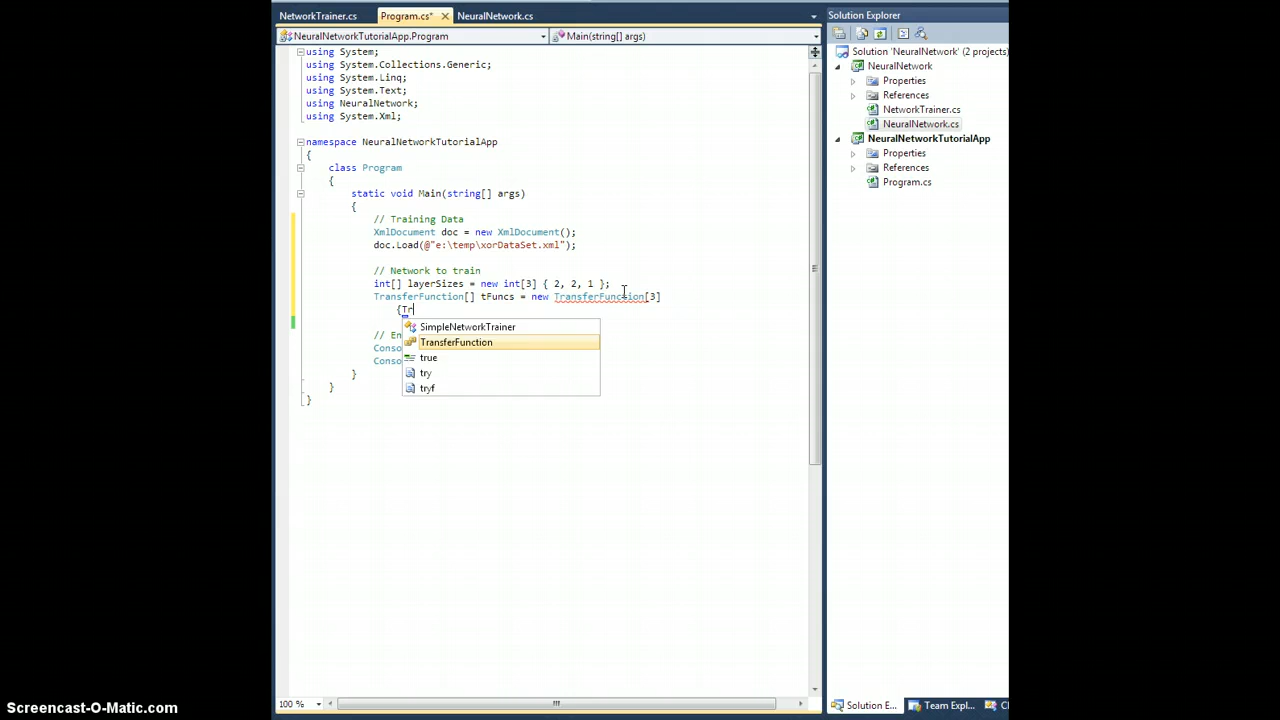 NetworkTrainer.cs
Program.cs*
NeuralNetwork.cs
NeuralNetworkTutorialApp.Program
Main(string[] args)
using System;
using System.Collections.Generic;
using System.Linq;
using System.Text;
using NeuralNetwork;
using System.Xml;
namespace NeuralNetworkTutorialApp
{
class Program
{
static void Main(string[] args)
{
// Training Data
XmlDocument doc = new XmlDocument();
doc.Load(@"e:\temp\xorDataSet.xml");
// Network to train
int[] layerSizes = new int[3] { 2, 2, 1 };
TransferFunction[] tFuncs = new TransferFunction[3]
{Tr
SimpleNetworkTrainer
TransferFunction
true
try
tryf
// En
Conso
Conso
}
}
}
100 %
Solution Explorer
Solution 'NeuralNetwork' (2 projects)
NeuralNetwork
Properties
References
NetworkTrainer.cs
NeuralNetwork.cs
NeuralNetworkTutorialApp
Properties
References
Program.cs
Solution E...
Team Expl...
Screencast-O-Matic.com